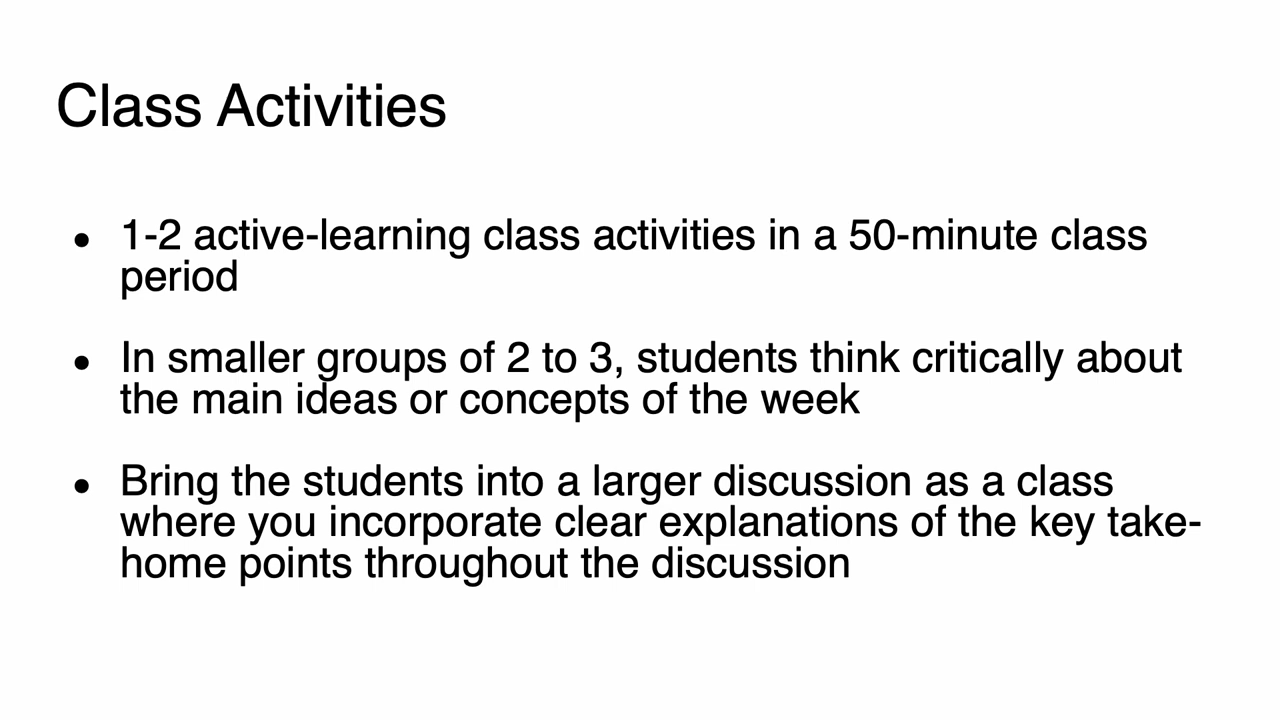 Class Activities
• 1-2 active-learning class activities in a 50-minute class
period
• In smaller groups of 2 to 3, students think critically about
the main ideas or concepts of the week
• Bring the students into a larger discussion as a class
where you incorporate clear explanations of the key take-
home points throughout the discussion